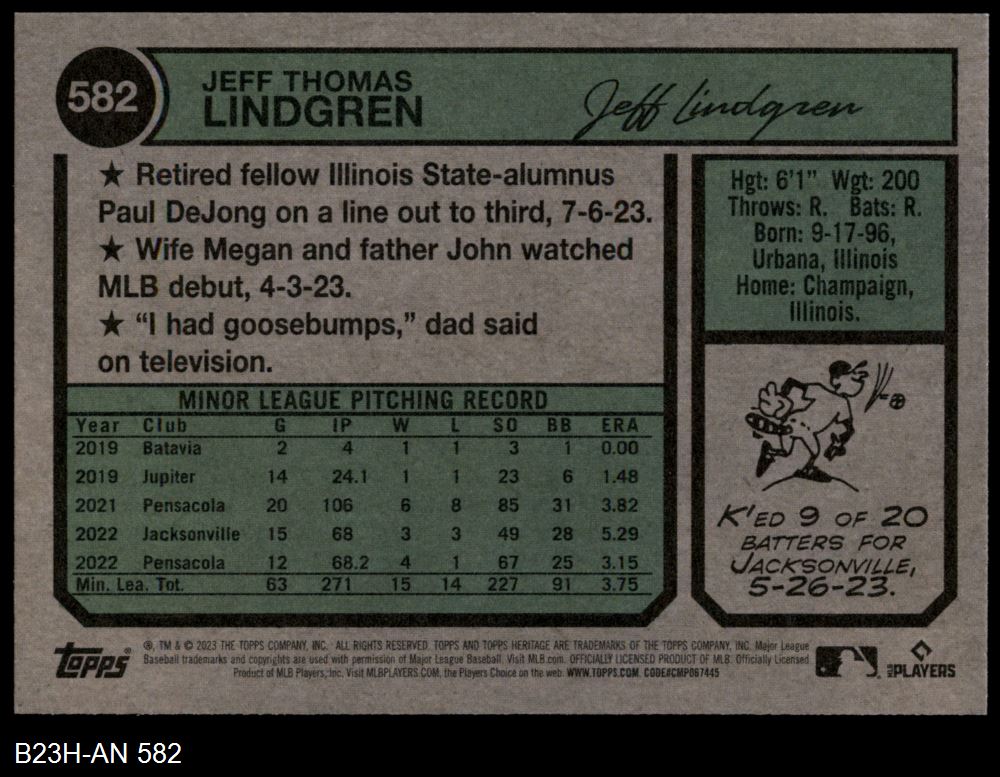 582
JEFF THOMAS
LINDGREN
Jeff Lindgren
★ Retired fellow Illinois State-alumnus
Paul DeJong on a line out to third, 7-6-23.
★ Wife Megan and father John watched
MLB debut, 4-3-23.
★ “I had goosebumps,” dad said
on television.
Hgt: 6'1” Wgt: 200
Throws: R. Bats: R.
Born: 9-17-96,
Urbana, Illinois
Home: Champaign,
Illinois.
MINOR LEAGUE PITCHING RECORD
Year Club G IP W L SO BB ERA
2019 Batavia 2 4 1 1 3 1 0.00
2019 Jupiter 14 24.1 1 1 23 6 1.48
2021 Pensacola 20 106 6 8 85 31 3.82
2022 Jacksonville 15 68 3 3 49 28 5.29
2022 Pensacola 12 68.2 4 1 67 25 3.15
Min. Lea. Tot. 63 271 15 14 227 91 3.75
K'ED 9 OF 20
BATTERS FOR
JACKSONVILLE,
5-26-23.
TOPPS®
®, TM & © 2023 THE TOPPS COMPANY, INC. ALL RIGHTS RESERVED. TOPPS AND TOPPS HERITAGE ARE TRADEMARKS OF THE TOPPS COMPANY, INC. Major League
Baseball trademarks and copyrights are used with permission of Major League Baseball. Visit MLB.com. OFFICIALLY LICENSED PRODUCT OF MLB. Officially Licensed
Product of MLB Players, Inc. Visit MLBPLAYERS.COM, the Players Choice on the web. WWW.TOPPS.COM. CODE#CMP067445
MLB PLAYERS
B23H-AN 582